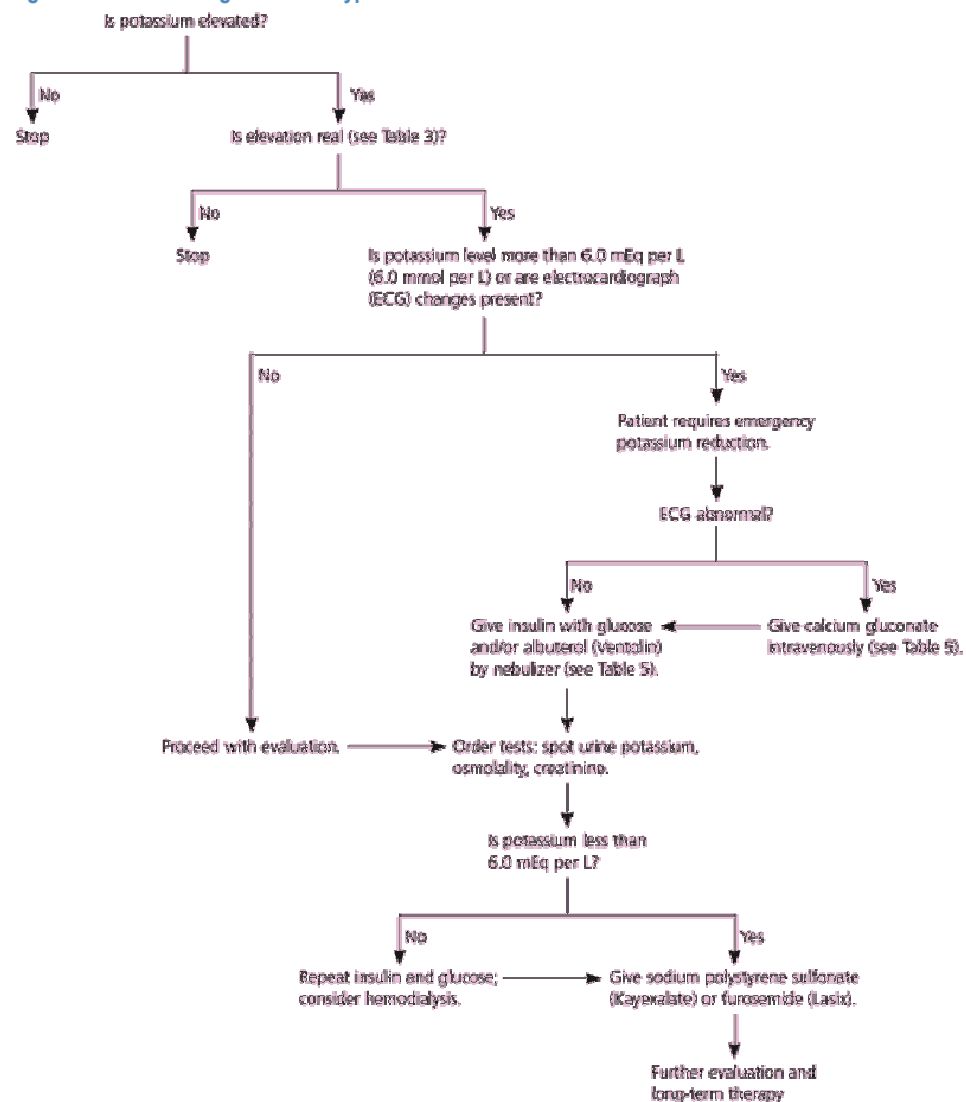 Is potassium elevated?
No
Yes
Stop
Is elevation real (see Table 3)?
No
Yes
Stop
Is potassium level more than 6.0 mEq per L
(6.0 mmol per L) or are electrocardiograph
(ECG) changes present?
No
Yes
Patient requires emergency
potassium reduction.
ECG abnormal?
No
Yes
Give insulin with glucose
and/or albuterol (Ventolin)
by nebulizer (see Table 5).
Give calcium gluconate
intravenously (see Table 5).
Proceed with evaluation.
Order tests: spot urine potassium,
osmolality, creatinine.
Is potassium less than
6.0 mEq per L?
No
Yes
Repeat insulin and glucose;
consider hemodialysis.
Give sodium polystyrene sulfonate
(Kayexalate) or furosemide (Lasix).
Further evaluation and
long-term therapy